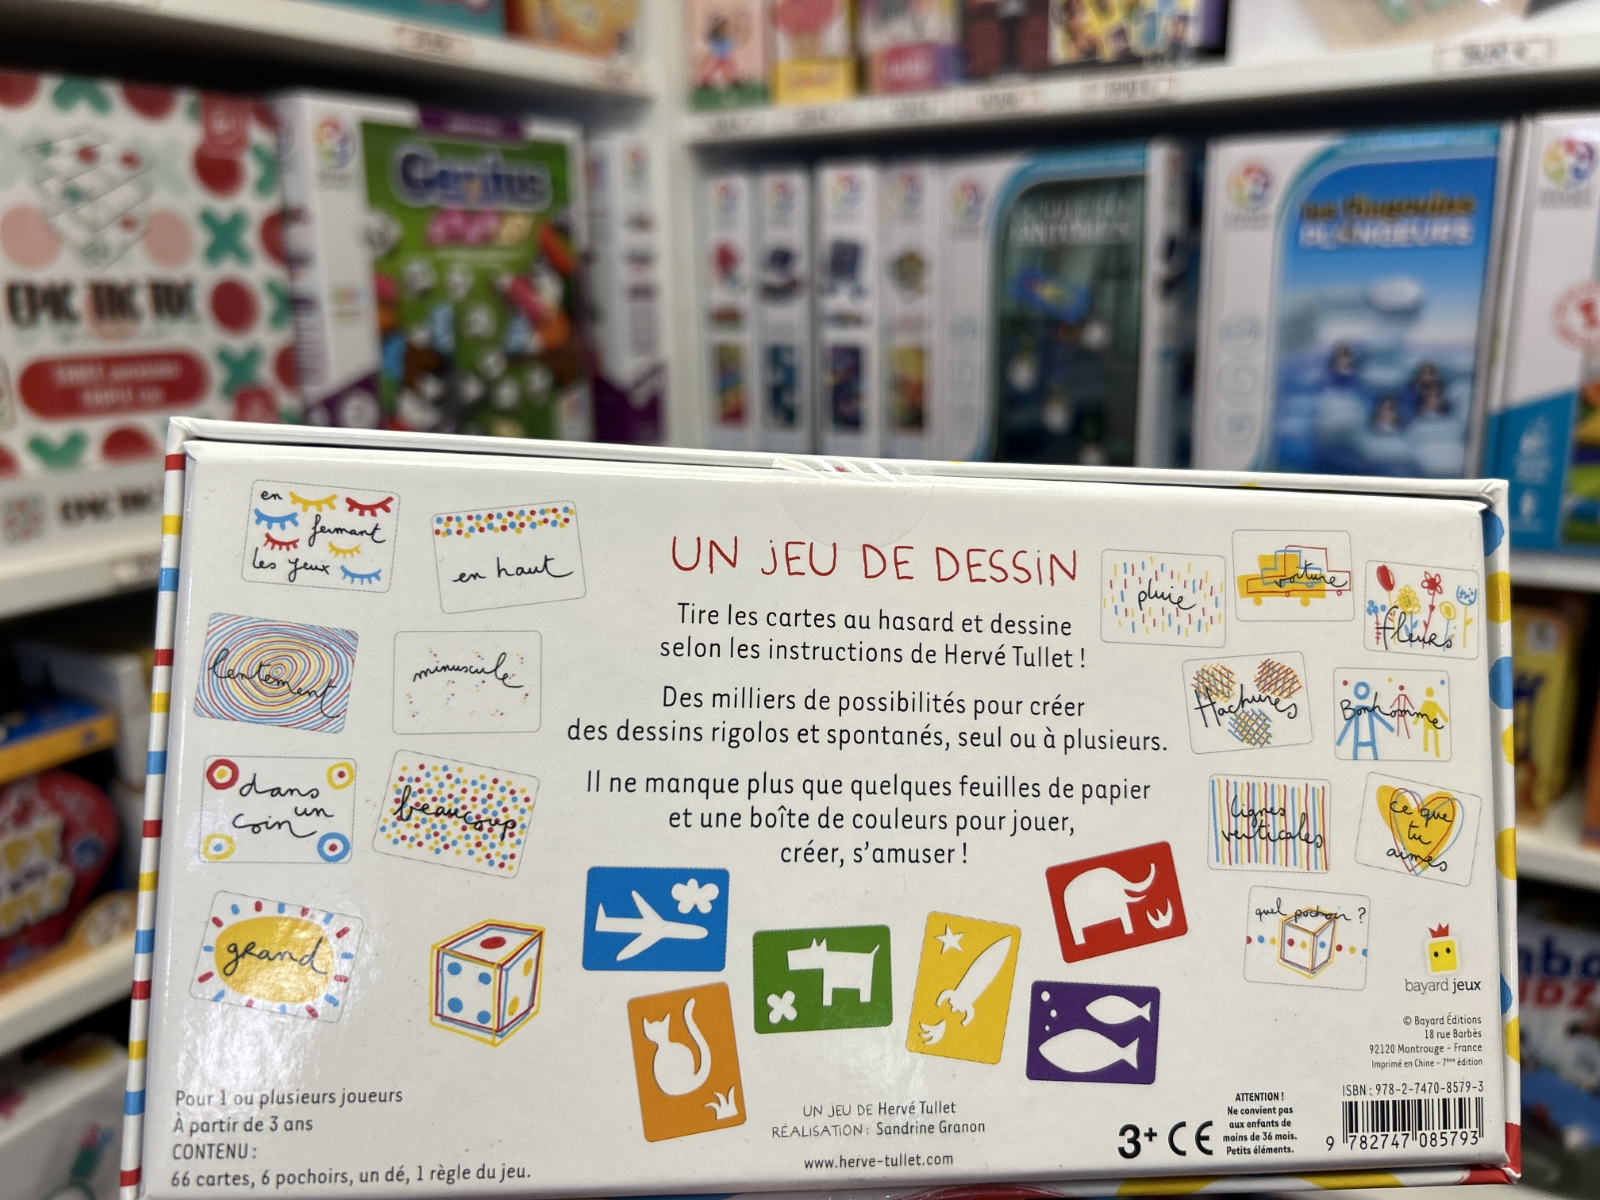 EPIC TIC TOC
Genius
Les Pingouins
PLONGEURS
en
fermant
les yeux
en haut
lentement
minuscule
dans
un
coin
beaucoup
grand
UN JEU DE DESSIN
Tire les cartes au hasard et dessine
selon les instructions de Hervé Tullet !
Des milliers de possibilités pour créer
des dessins rigolos et spontanés, seul ou à plusieurs.
Il ne manque plus que quelques feuilles de papier
et une boîte de couleurs pour jouer,
créer, s'amuser !
pluie
voiture
fleurs
Hachures
Bonhomme
lignes
verticales
ce que
tu
aimes
quel pochoir ?
bayard jeux
© Bayard Éditions
18 rue Barbès
92120 Montrouge - France
Imprimé en Chine - 7ème édition
Pour 1 ou plusieurs joueurs
À partir de 3 ans
CONTENU :
66 cartes, 6 pochoirs, un dé, 1 règle du jeu.
UN JEU DE Hervé Tullet
RÉALISATION : Sandrine Granon
www.herve-tullet.com
3+ CE
ATTENTION !
Ne convient pas
aux enfants de
moins de 36 mois.
Petits éléments.
ISBN : 978-2-7470-8579-3
9 782747 085793